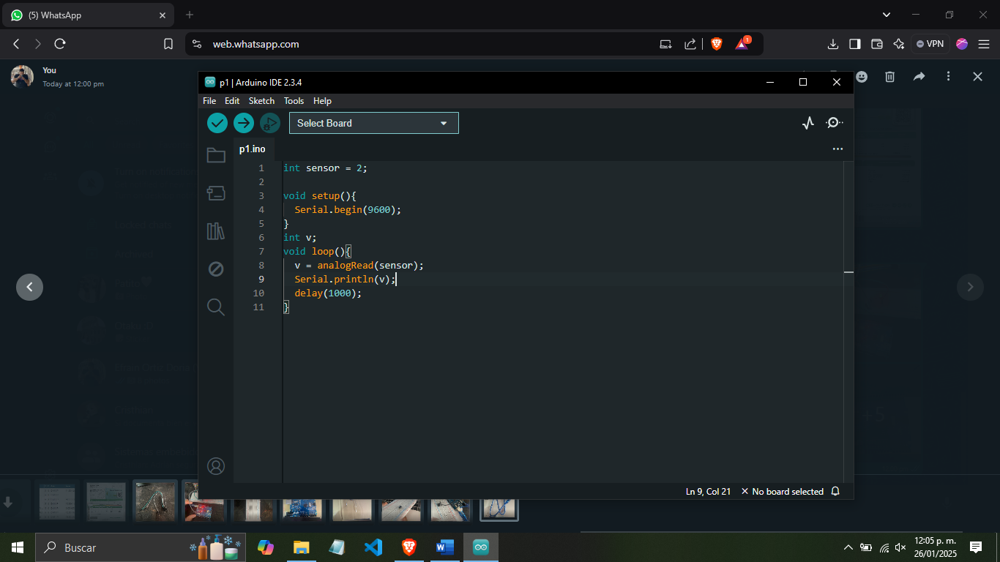 (5) WhatsApp
web.whatsapp.com
1
VPN
You
Today at 12:00 pm
p1 | Arduino IDE 2.3.4
File Edit Sketch Tools Help
Select Board
p1.ino
1 int sensor = 2;
2
3 void setup(){
4 Serial.begin(9600);
5 }
6 int v;
7 void loop(){
8 v = analogRead(sensor);
9 Serial.println(v);
10 delay(1000);
11 }
Ln 9, Col 21 No board selected
Buscar
12:05 p. m.
26/01/2025